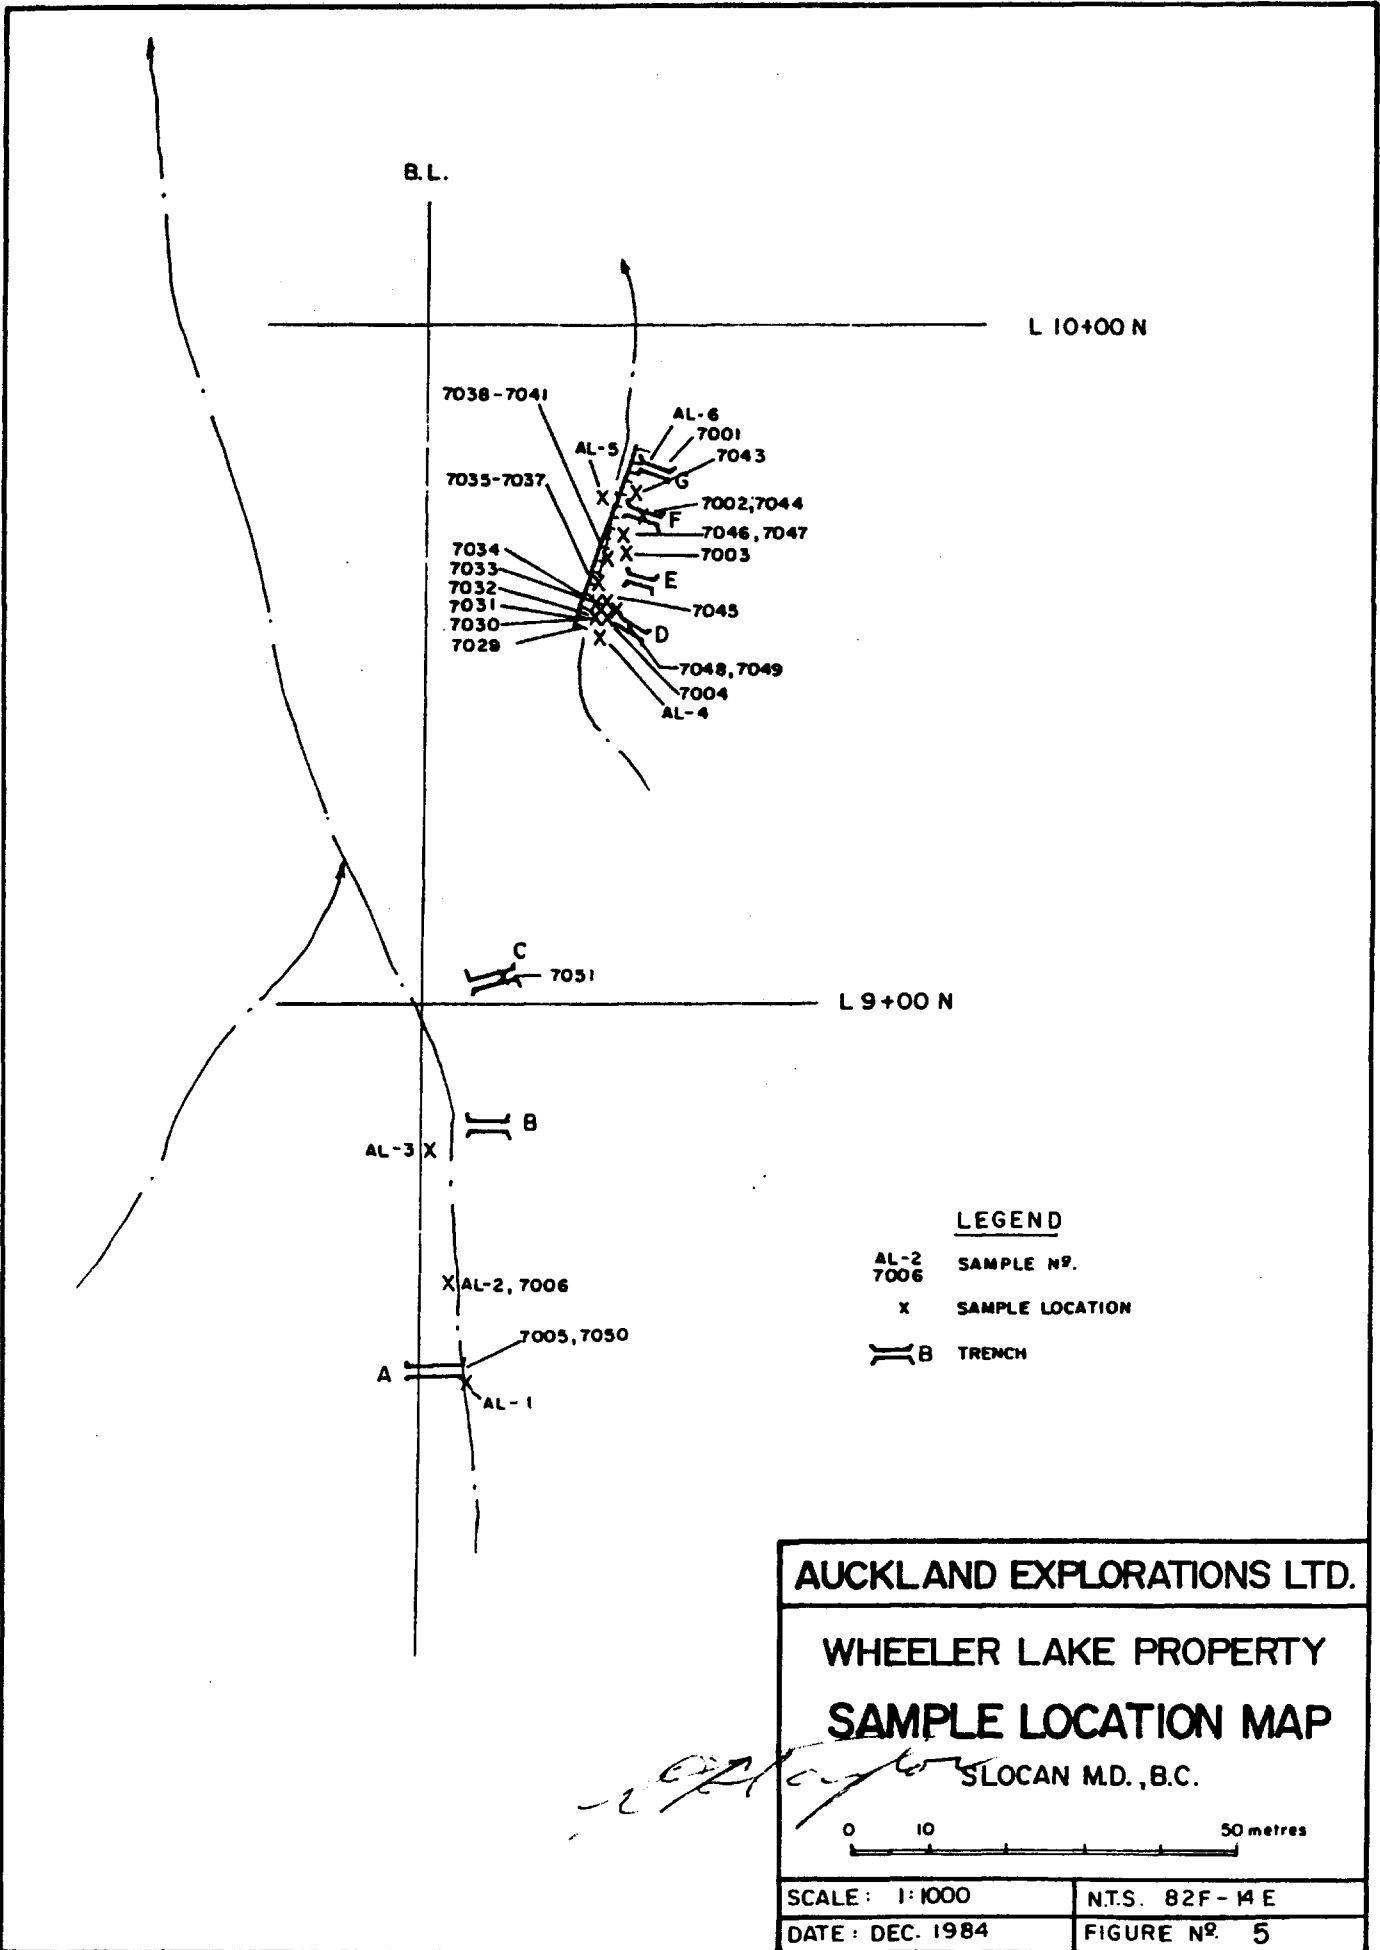 B.L.
L 10+00 N
7038-7041
AL-6
7001
AL-5
7043
7035-7037
G
7002,7044
F
7046,7047
7034
7003
7033
E
7032
7031
7045
7030
D
7029
7048,7049
7004
AL-4
C
7051
L 9+00 N
B
AL-3 X
LEGEND
AL-2
7006
SAMPLE Nº.
X AL-2, 7006
X SAMPLE LOCATION
7005,7050
B TRENCH
A
AL-1
AUCKLAND EXPLORATIONS LTD.
WHEELER LAKE PROPERTY
SAMPLE LOCATION MAP
SLOCAN M.D., B.C.
0 10 50 metres
SCALE: 1:1000
N.T.S. 82F-14E
DATE: DEC. 1984
FIGURE Nº. 5